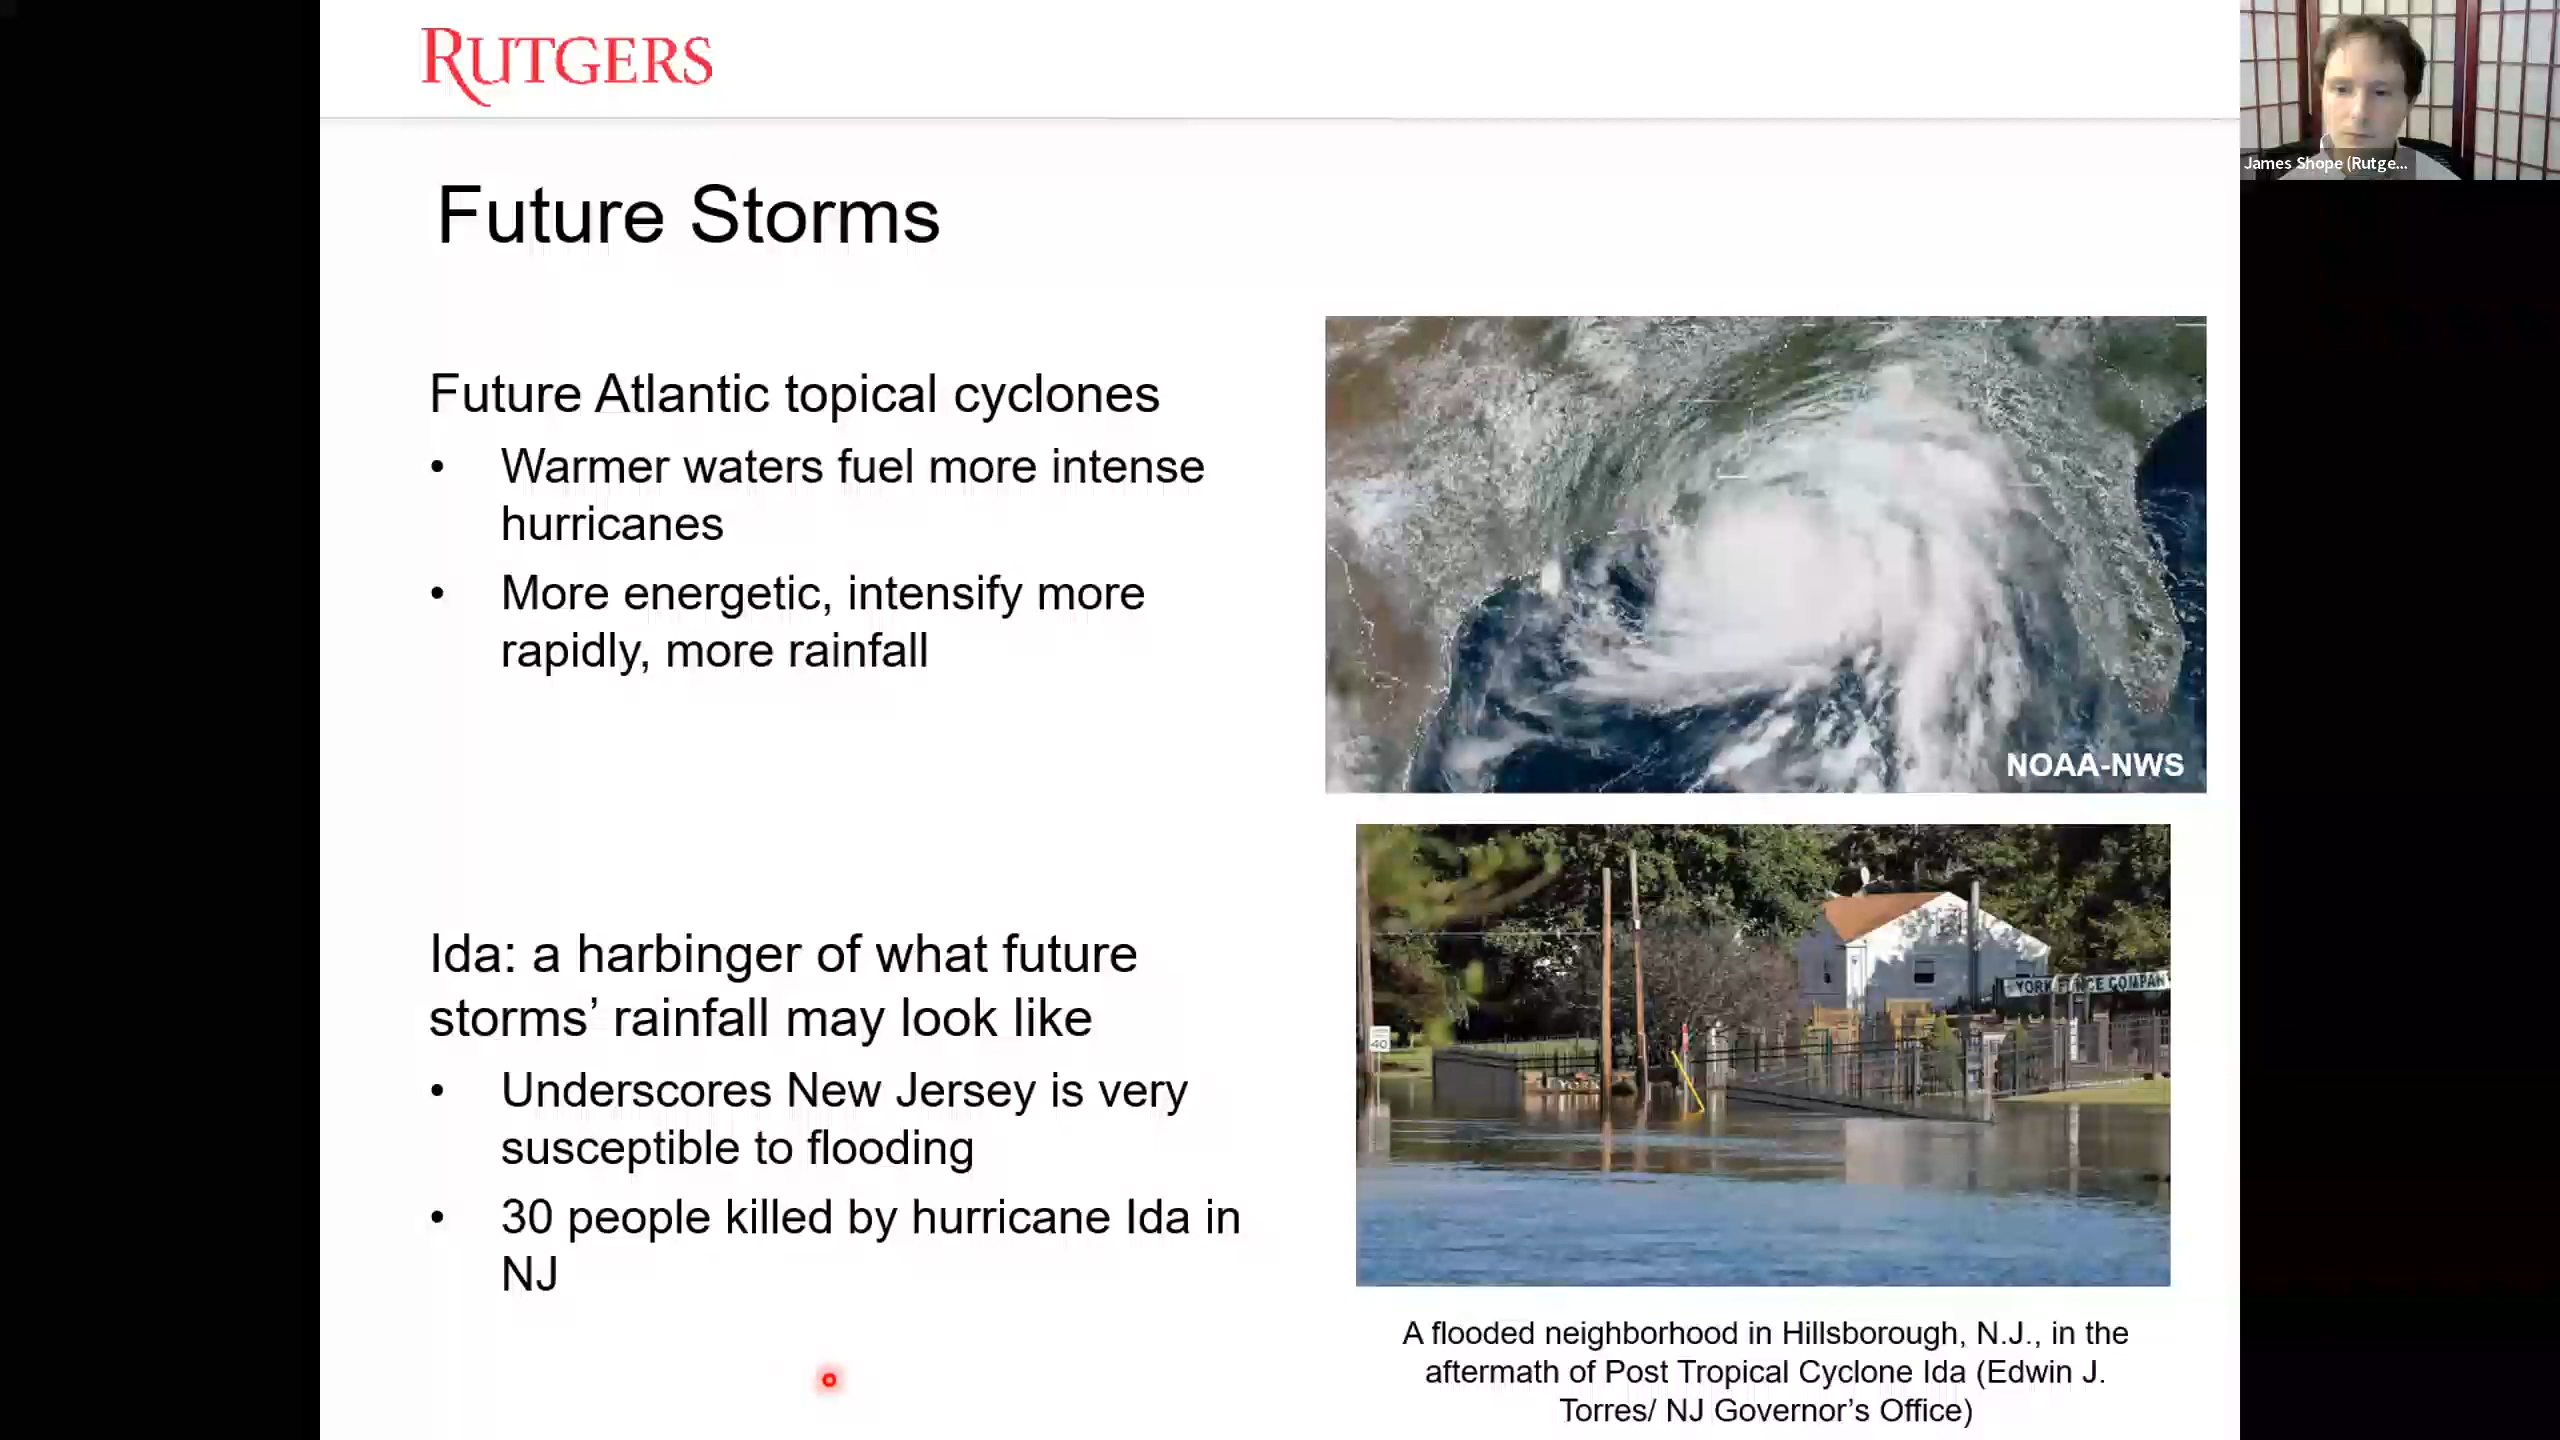 RUTGERS
James Shope (Rutge...
Future Storms
Future Atlantic topical cyclones
• Warmer waters fuel more intense
hurricanes
• More energetic, intensify more
rapidly, more rainfall
NOAA-NWS
Ida: a harbinger of what future
storms’ rainfall may look like
• Underscores New Jersey is very
susceptible to flooding
• 30 people killed by hurricane Ida in
NJ
YORK FENCE COMPAN
40
A flooded neighborhood in Hillsborough, N.J., in the
aftermath of Post Tropical Cyclone Ida (Edwin J.
Torres/ NJ Governor’s Office)